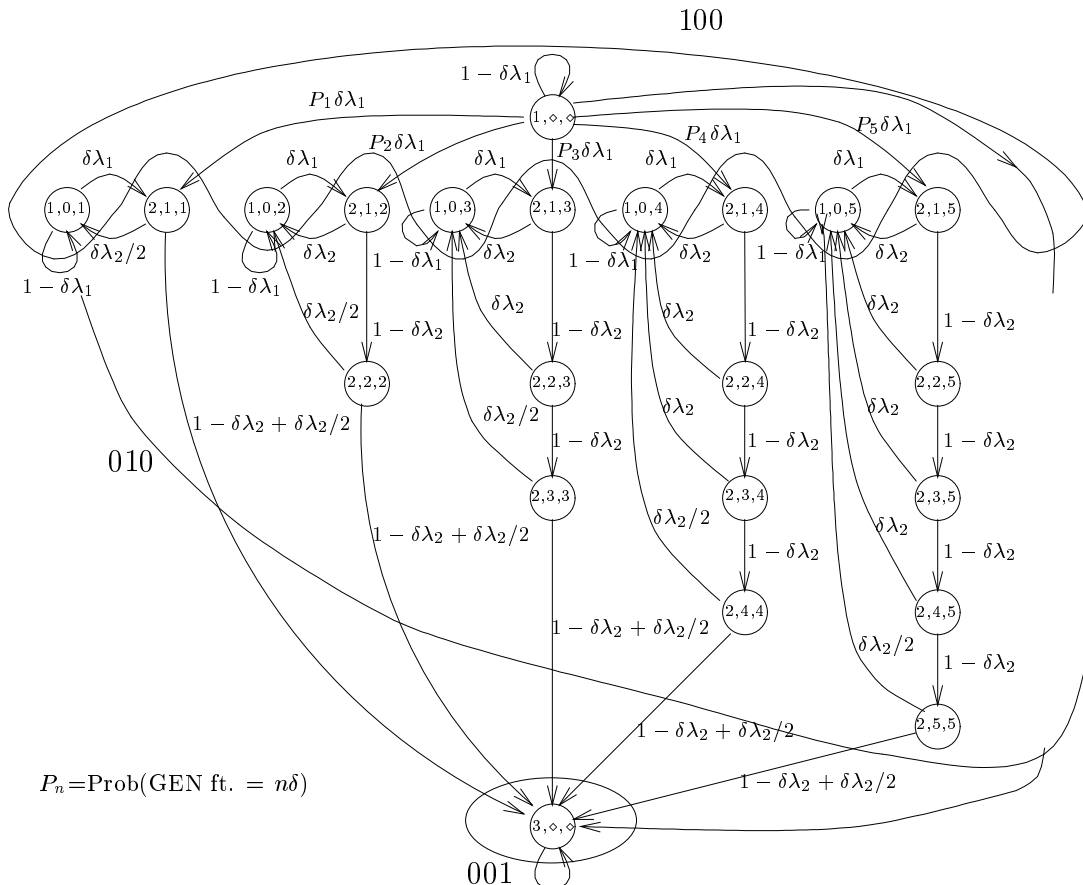 100
1 − δλ₁
1,⋄,⋄
P₁δλ₁
P₂δλ₁
P₃δλ₁
P₄δλ₁
P₅δλ₁
δλ₁ δλ₁ δλ₁ δλ₁ δλ₁
1,0,1 2,1,1 1,0,2 2,1,2 1,0,3 2,1,3 1,0,4 2,1,4 1,0,5 2,1,5
δλ₂/2 δλ₂ δλ₂ δλ₂ δλ₂
1 − δλ₁ 1 − δλ₁ 1 − δλ₁ 1 − δλ₁ 1 − δλ₁
δλ₂/2 δλ₂ δλ₂ δλ₂
1 − δλ₂ 1 − δλ₂ 1 − δλ₂ 1 − δλ₂
2,2,2 2,2,3 2,2,4 2,2,5
1 − δλ₂ + δλ₂/2 δλ₂/2 δλ₂ δλ₂
1 − δλ₂ 1 − δλ₂ 1 − δλ₂
010
2,3,3 2,3,4 2,3,5
1 − δλ₂ + δλ₂/2 δλ₂/2 δλ₂
1 − δλ₂ 1 − δλ₂
2,4,4 2,4,5
1 − δλ₂ + δλ₂/2 δλ₂/2
1 − δλ₂
2,5,5
1 − δλ₂ + δλ₂/2
1 − δλ₂ + δλ₂/2
Pₙ=Prob(GEN ft. = nδ)
3,⋄,⋄
001